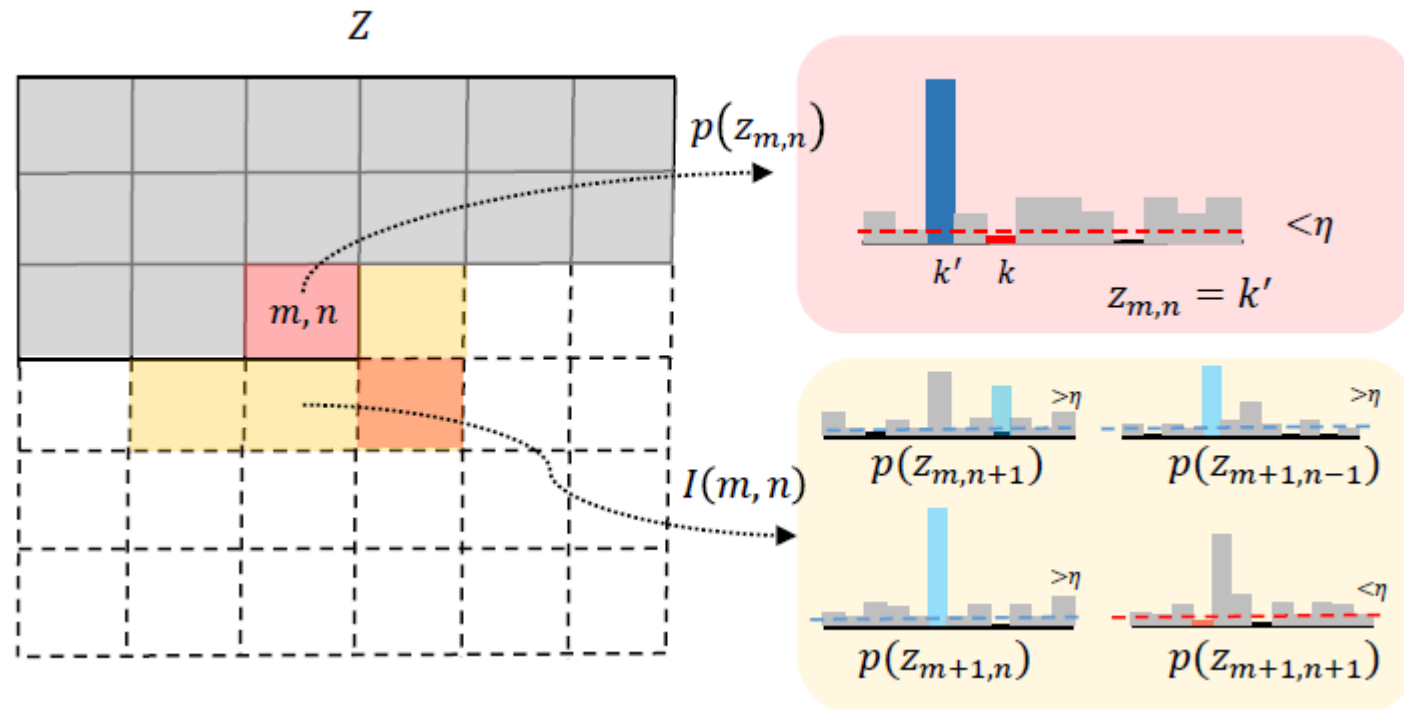 Z
p(z_{m,n})
<η
k′ k
z_{m,n} = k′
m, n
>η >η
p(z_{m,n+1}) p(z_{m+1,n−1})
I(m, n)
>η <η
p(z_{m+1,n}) p(z_{m+1,n+1})